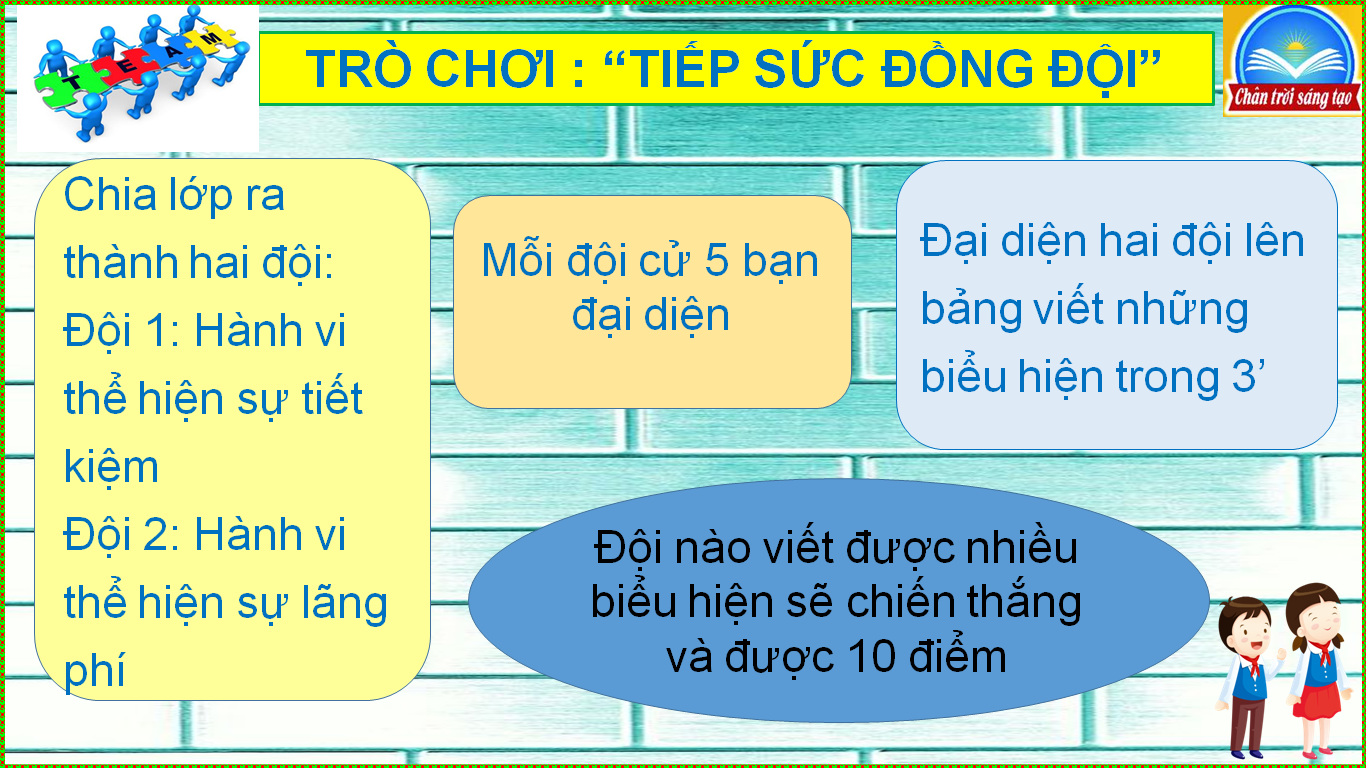 T E A M
TRÒ CHƠI : “TIẾP SỨC ĐỒNG ĐỘI”
Chân trời sáng tạo
Chia lớp ra
thành hai đội:
Đội 1: Hành vi
thể hiện sự tiết
kiệm
Đội 2: Hành vi
thể hiện sự lãng
phí
Mỗi đội cử 5 bạn
đại diện
Đại diện hai đội lên
bảng viết những
biểu hiện trong 3’
Đội nào viết được nhiều
biểu hiện sẽ chiến thắng
và được 10 điểm